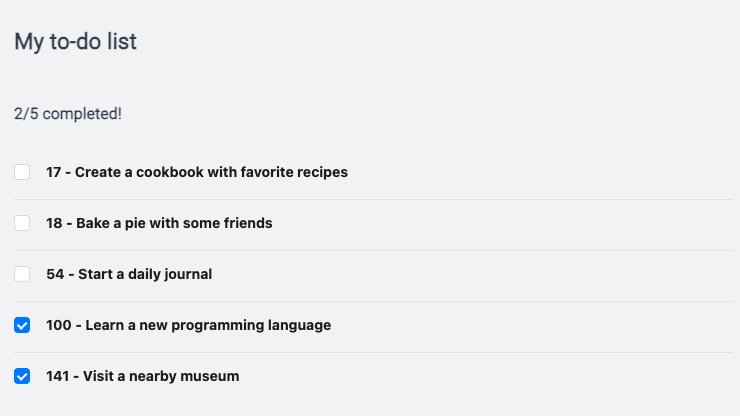 My to-do list
2/5 completed!
17 - Create a cookbook with favorite recipes
18 - Bake a pie with some friends
54 - Start a daily journal
100 - Learn a new programming language
141 - Visit a nearby museum